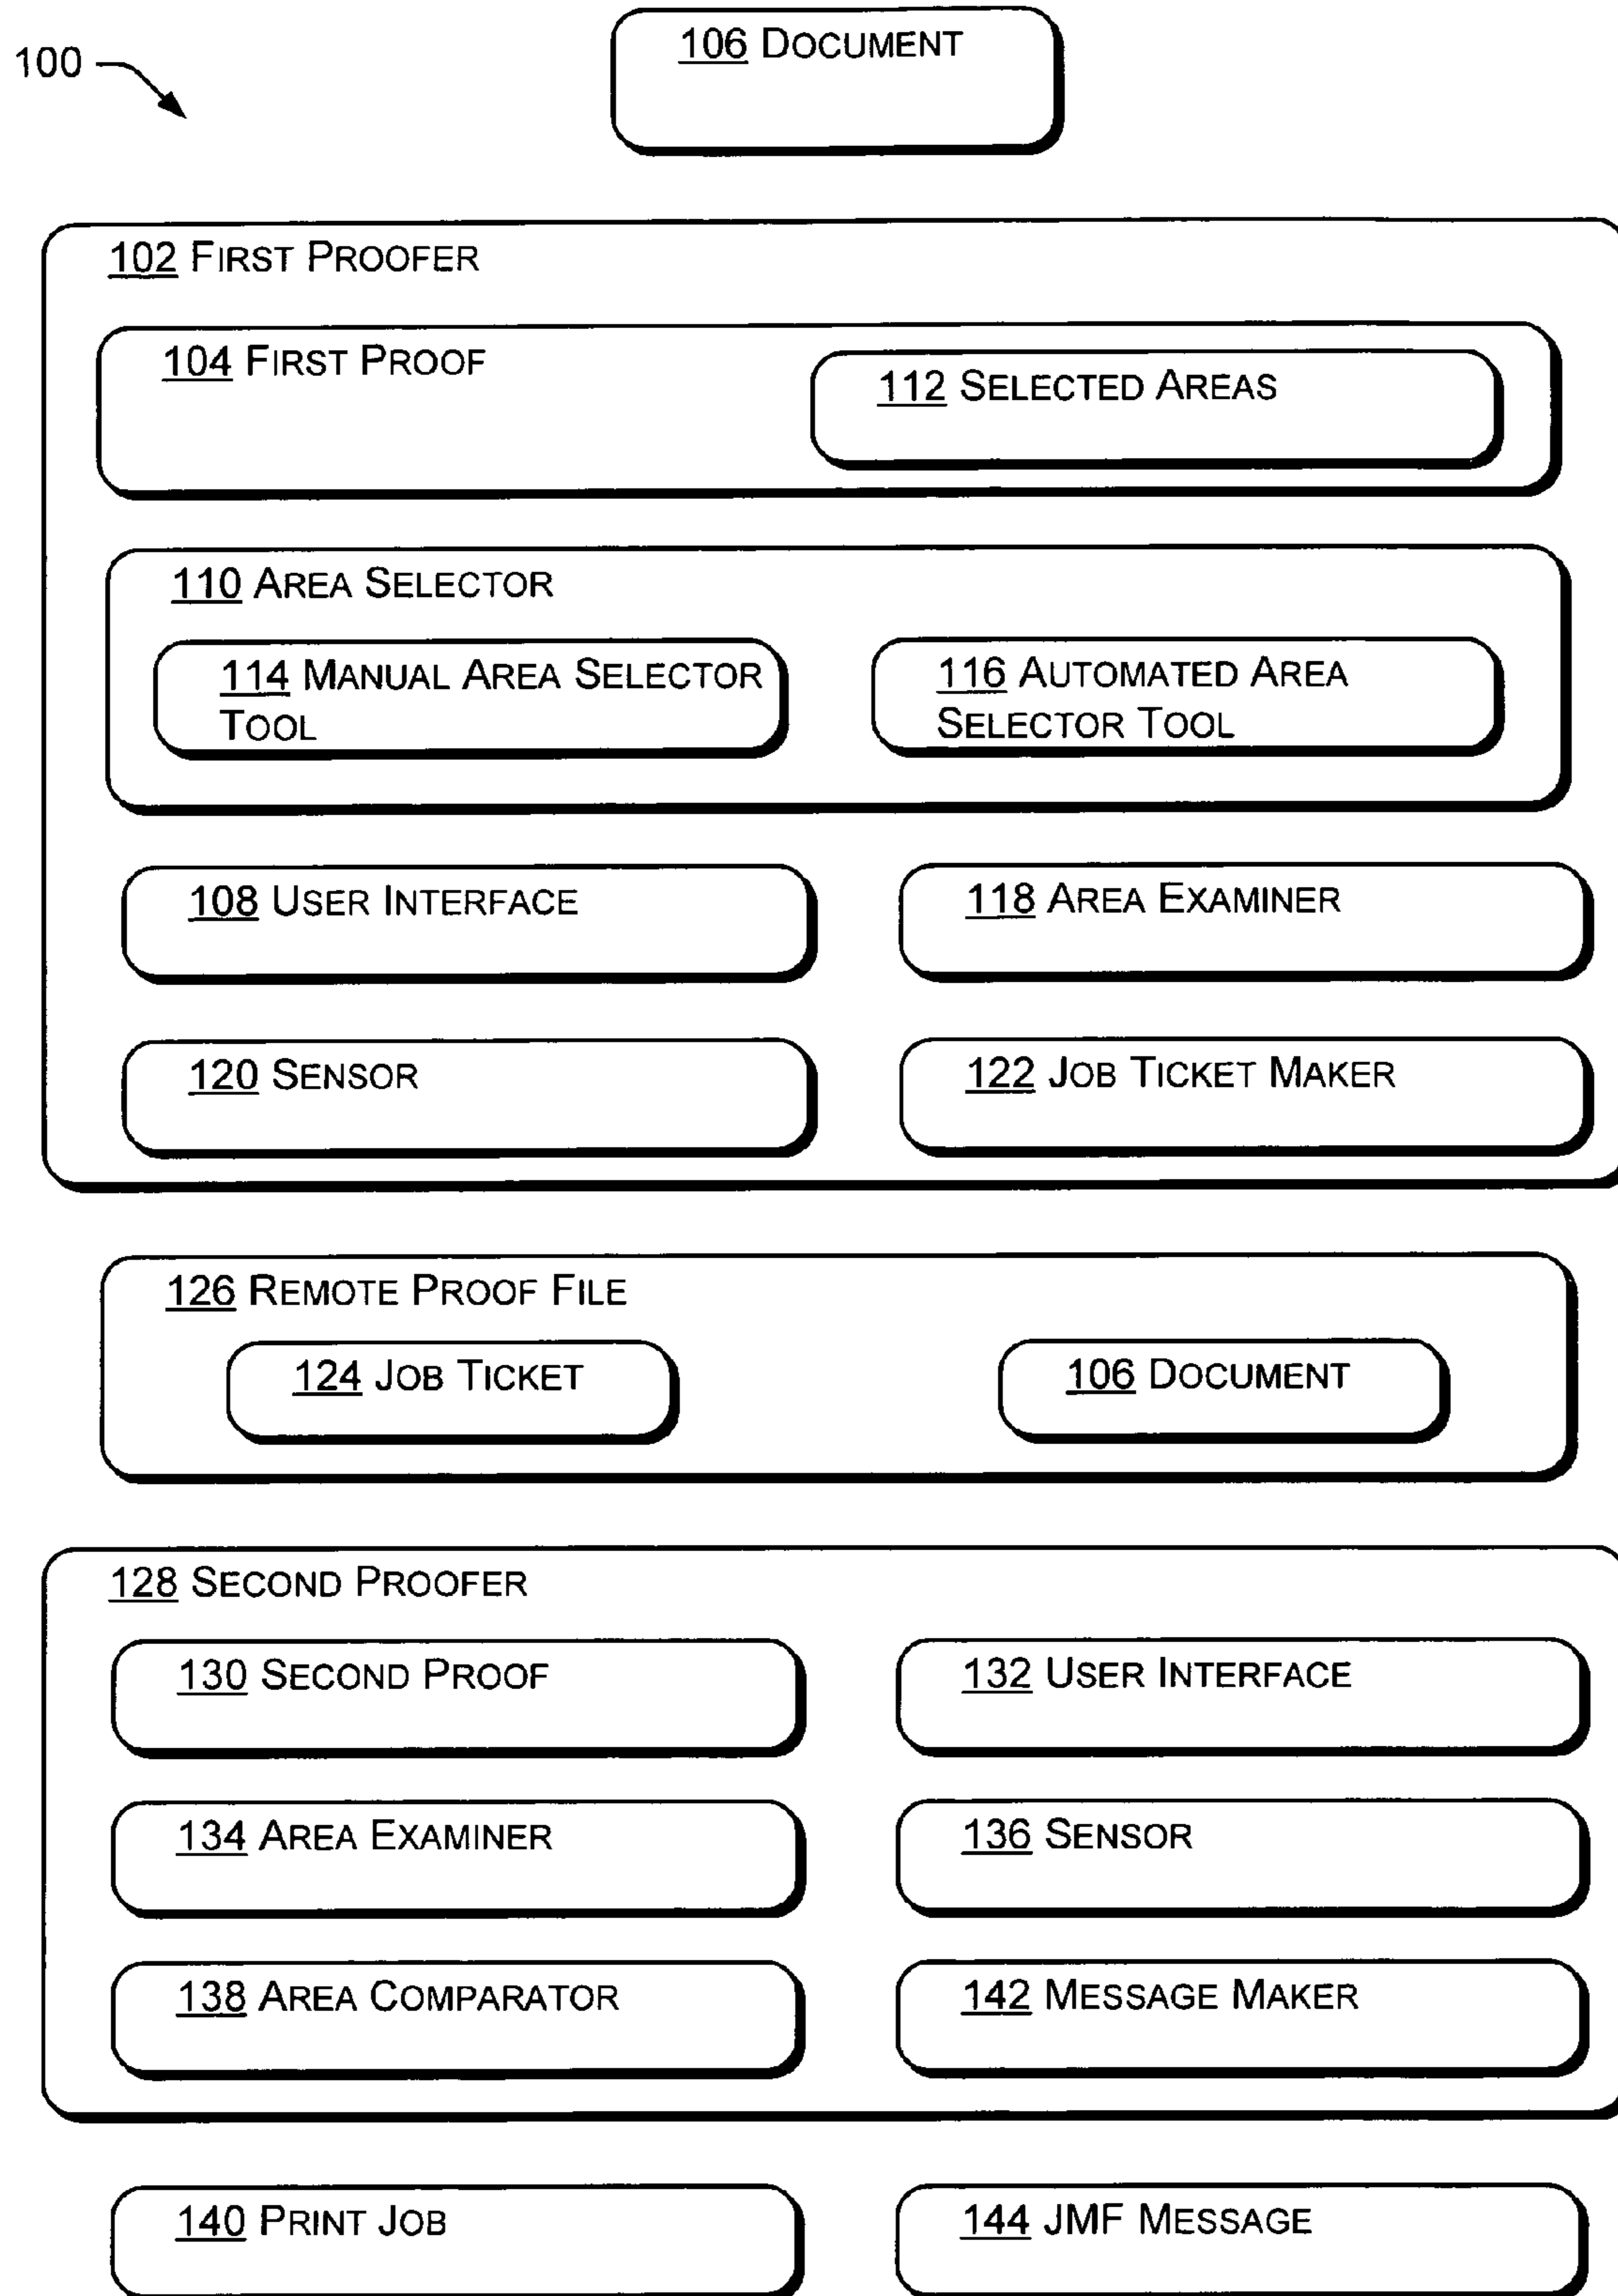 106 DOCUMENT
100
102 FIRST PROOFER
104 FIRST PROOF
112 SELECTED AREAS
110 AREA SELECTOR
114 MANUAL AREA SELECTOR
TOOL
116 AUTOMATED AREA
SELECTOR TOOL
108 USER INTERFACE
118 AREA EXAMINER
120 SENSOR
122 JOB TICKET MAKER
126 REMOTE PROOF FILE
124 JOB TICKET
106 DOCUMENT
128 SECOND PROOFER
130 SECOND PROOF
132 USER INTERFACE
134 AREA EXAMINER
136 SENSOR
138 AREA COMPARATOR
142 MESSAGE MAKER
140 PRINT JOB
144 JMF MESSAGE